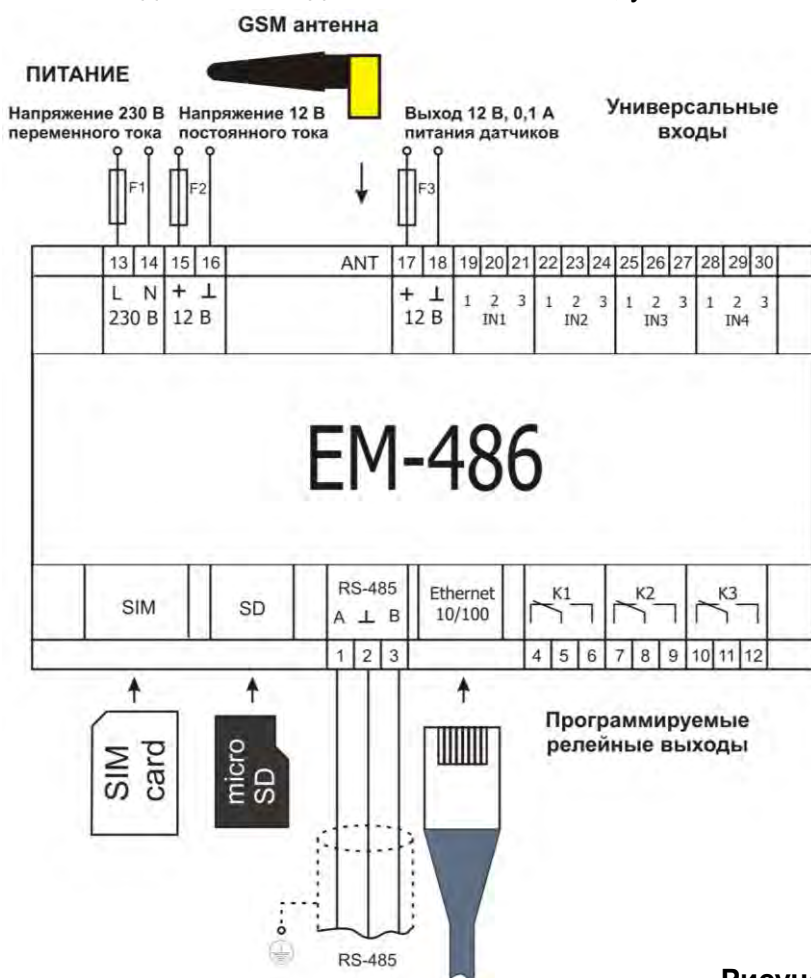 GSM антенна
ПИТАНИЕ
Напряжение 230 В
переменного тока
Напряжение 12 В
постоянного тока
Выход 12 В, 0,1 А
питания датчиков
Универсальные
входы
F1
F2
F3
13 14 15 16 ANT 17 18 19 20 21 22 23 24 25 26 27 28 29 30
L N + ⊥ + ⊥ 1 2 3 1 2 3 1 2 3 1 2 3
230 В 12 В 12 В IN1 IN2 IN3 IN4
EM-486
SIM
SD
RS-485
A ⊥ B
Ethernet
10/100
K1 K2 K3
1 2 3 4 5 6 7 8 9 10 11 12
SIM
card
micro
SD
Программируемые
релейные выходы
RS-485